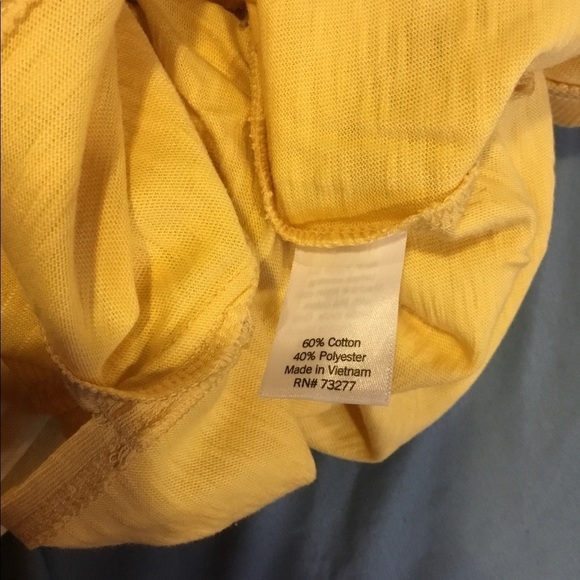 60% Cotton
40% Polyester
Made in Vietnam
RN# 73277